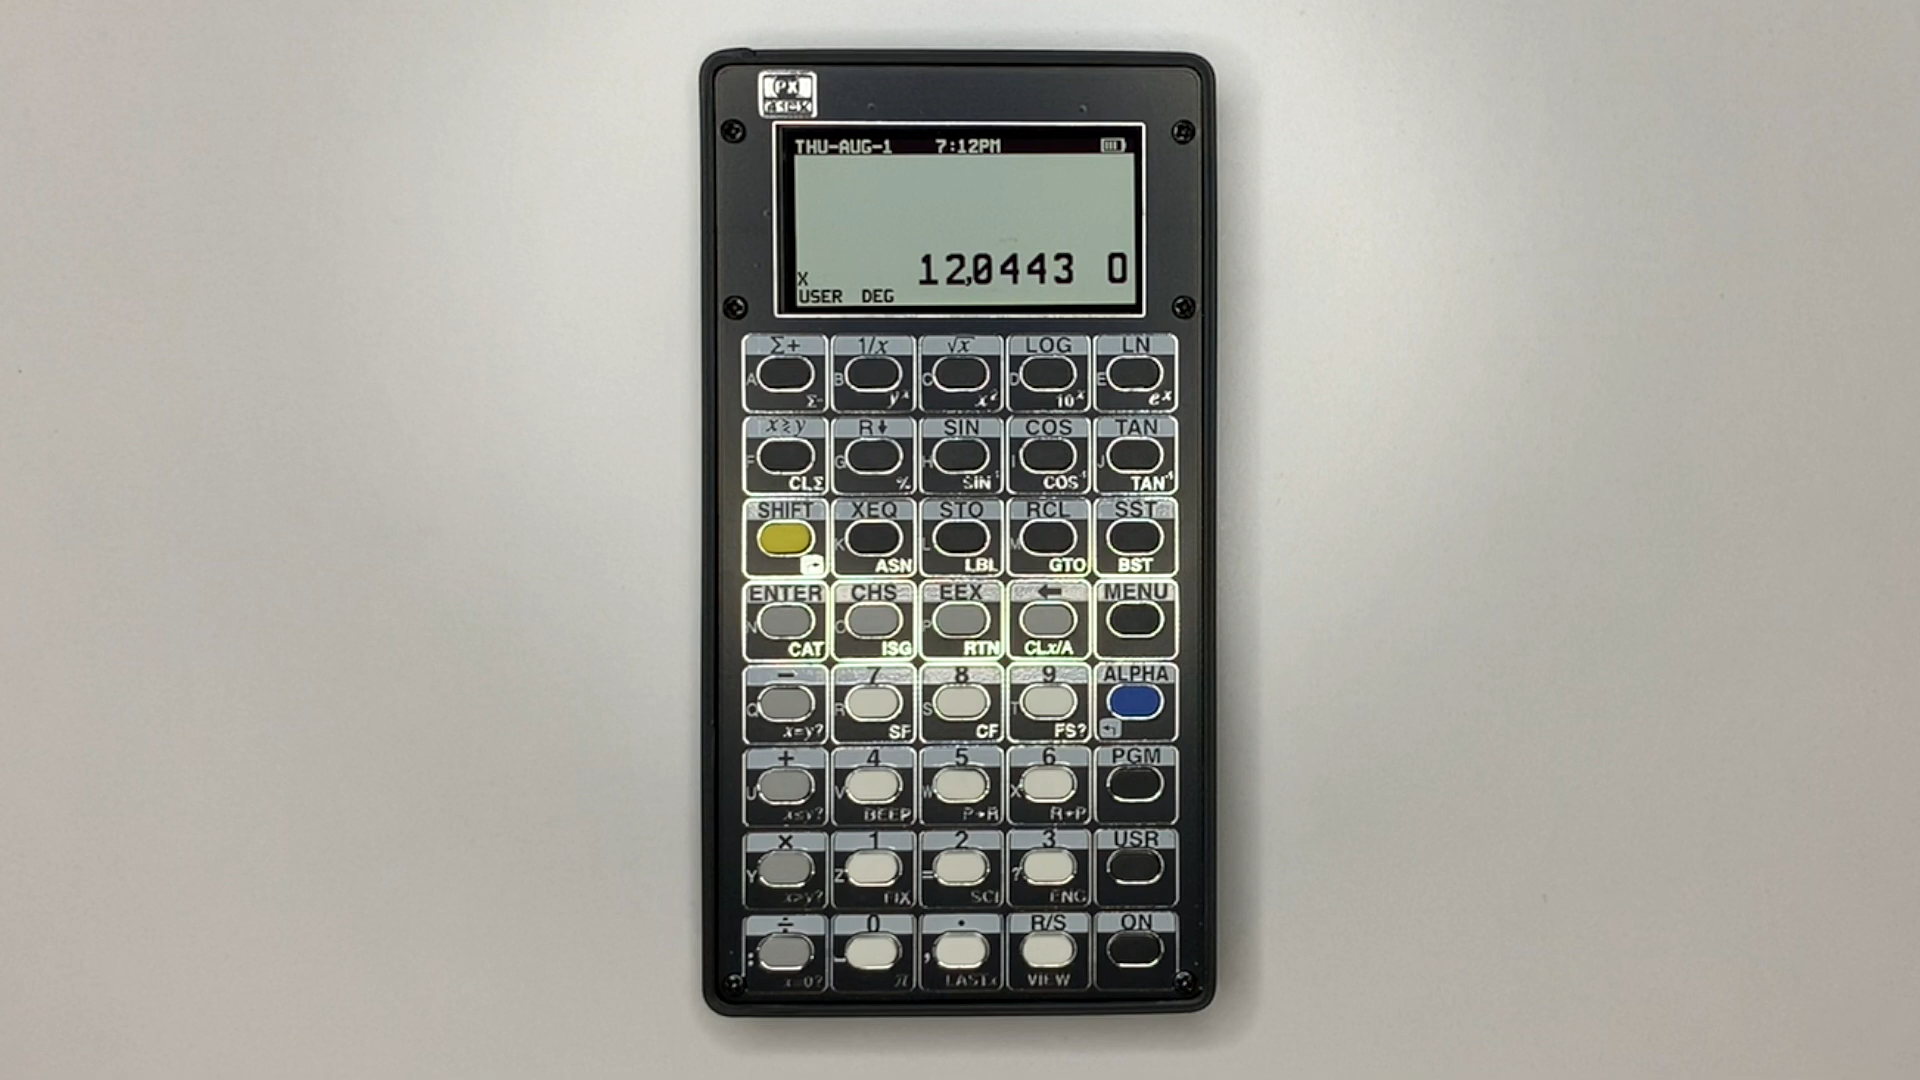 PX
41CX
THU-AUG-1 7:12PM
12,0443 0
X
USER DEG
Σ+ 1/x √x LOG LN
A B C D E
Σ- yˣ x² 10ˣ eˣ
x≷y R↓ SIN COS TAN
F G H I J
CLΣ % SIN⁻¹ COS⁻¹ TAN⁻¹
SHIFT XEQ STO RCL SST
K L M
ASN LBL GTO BST
ENTER CHS EEX ← MENU
N O P
CAT ISG RTN CLx/A
− 7 8 9 ALPHA
Q R S T
x=y? SF CF FS?
+ 4 5 6 PGM
U V W X
x≤y? BEEP P→R R→P
× 1 2 3 USR
Y Z = ?
x>y? FIX SCI ENG
÷ 0 · R/S ON
: _ ,
x=0? π LASTx VIEW